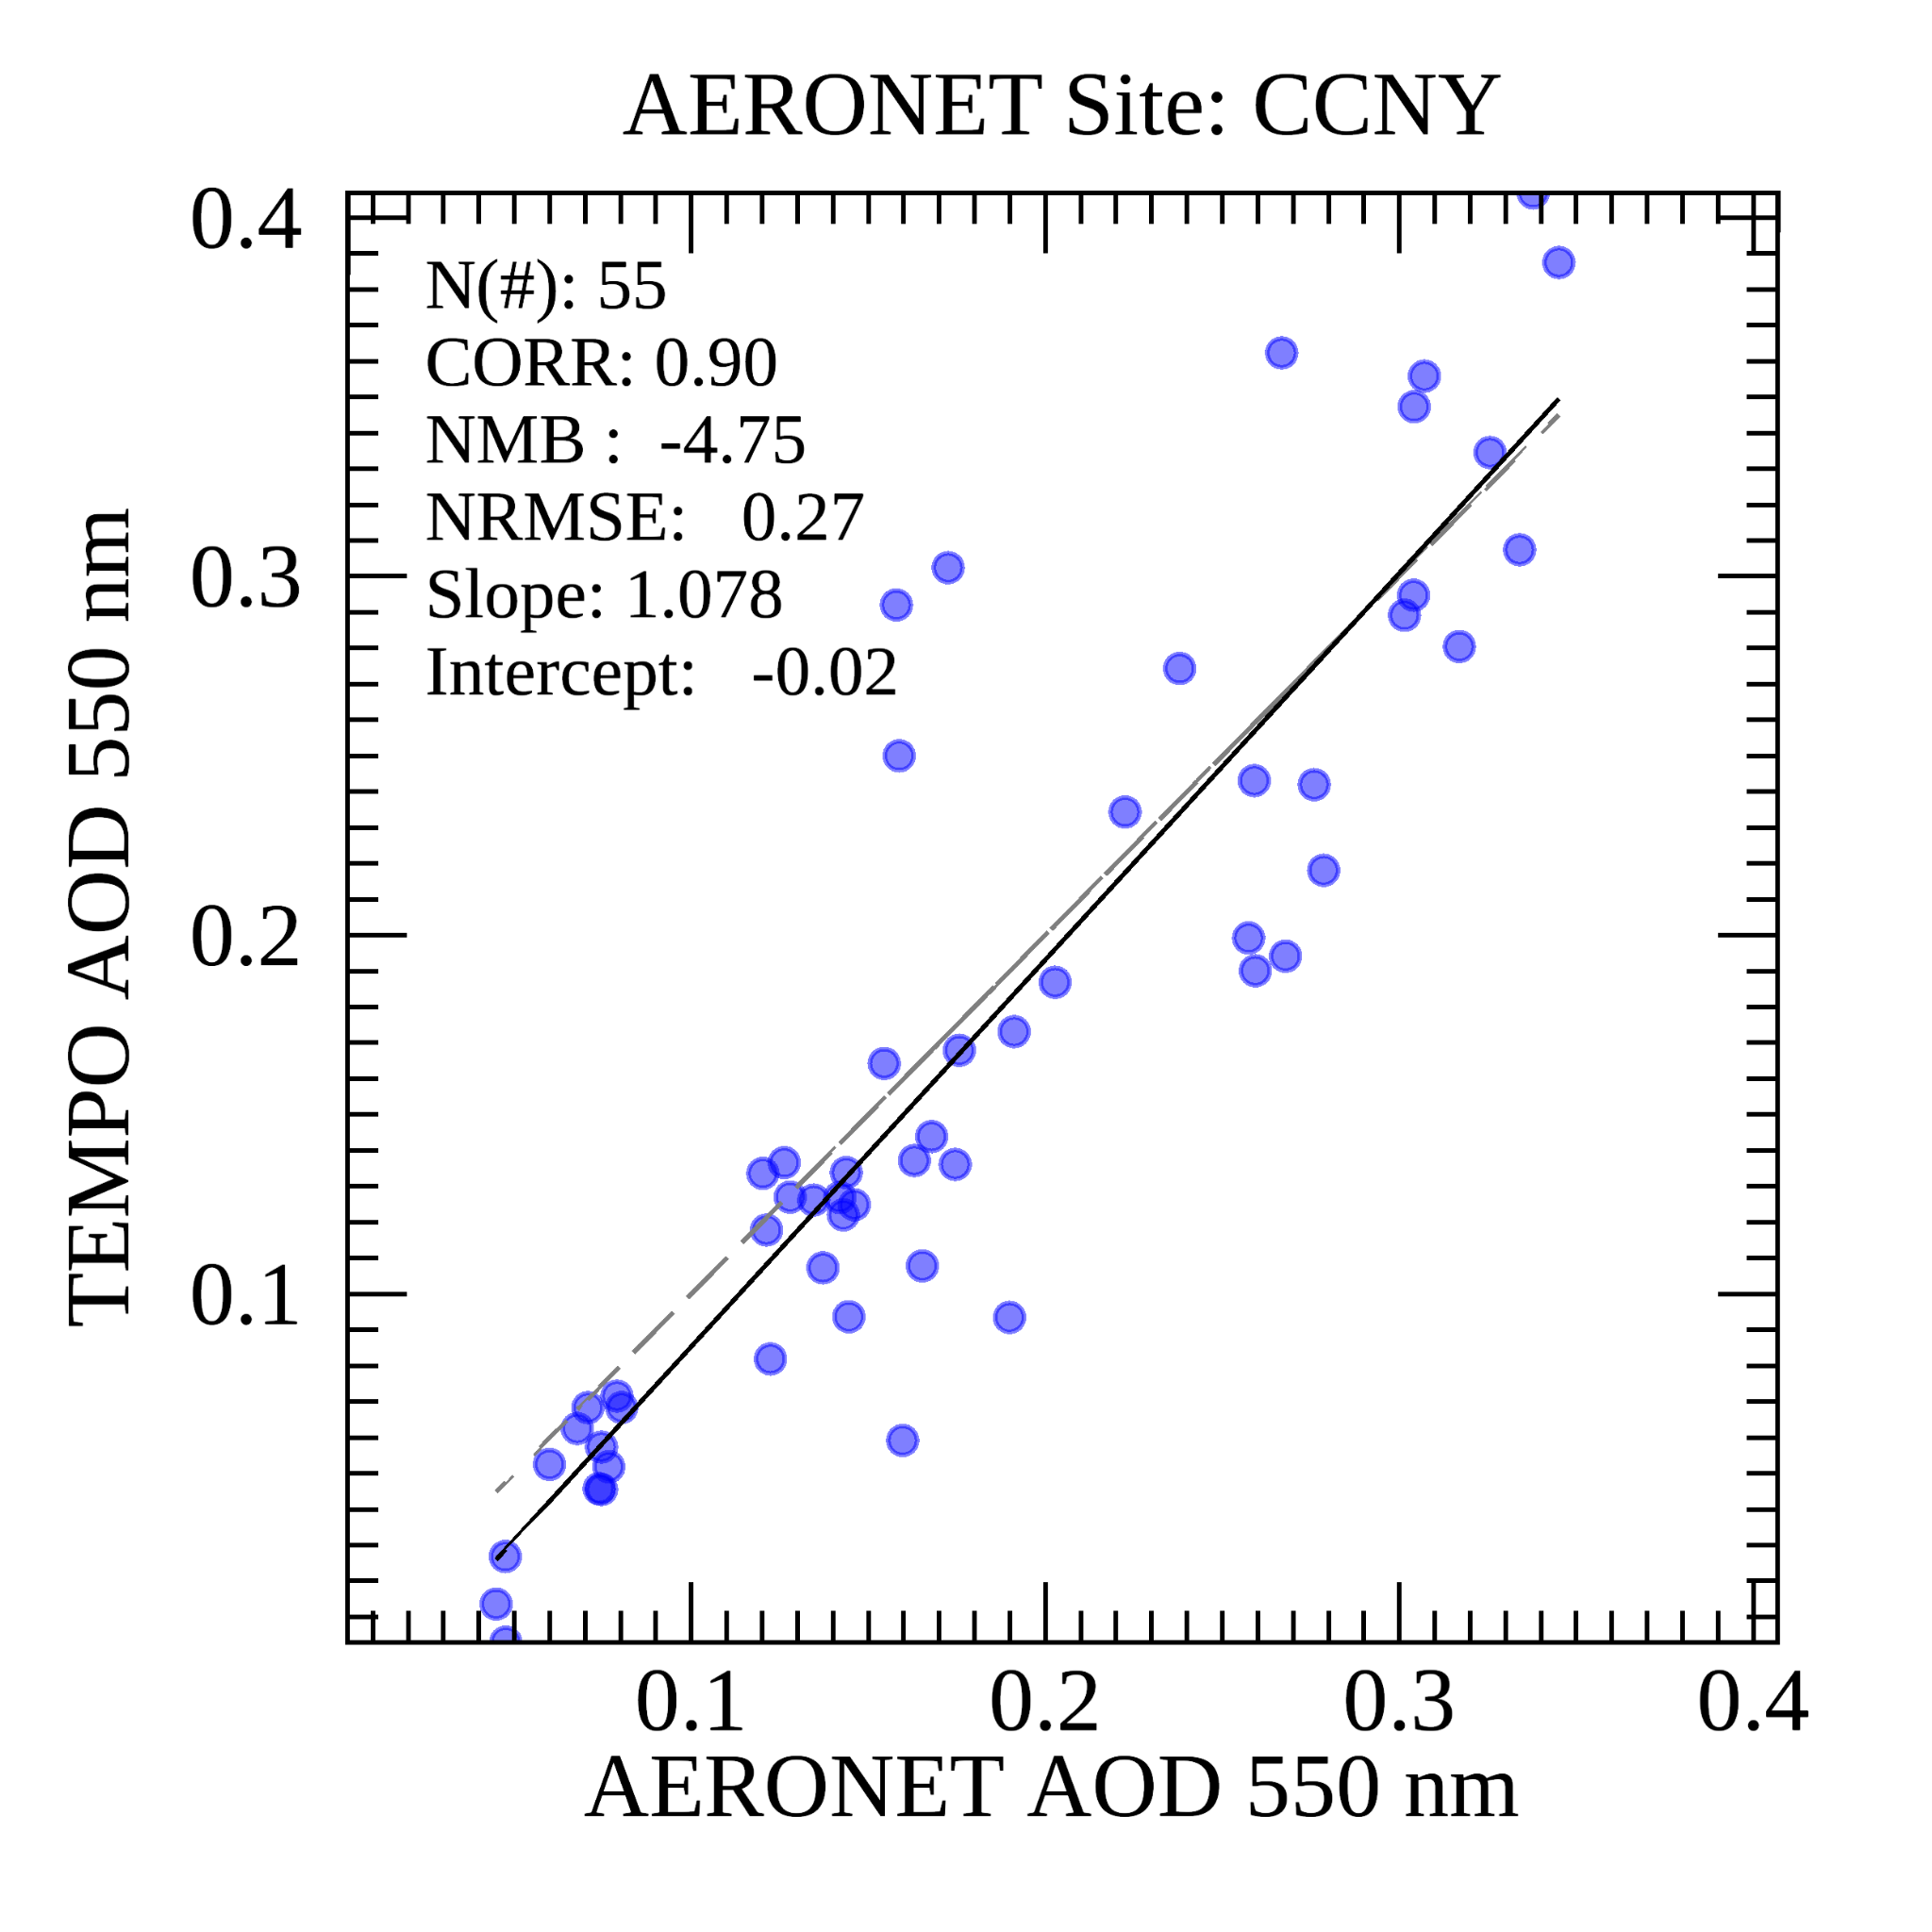 AERONET Site: CCNY
0.4
N(#): 55
CORR: 0.90
NMB :  -4.75
NRMSE:   0.27
0.3
Slope: 1.078
Intercept:   -0.02
TEMPO AOD 550 nm
0.2
0.1
0.1 0.2 0.3 0.4
AERONET AOD 550 nm